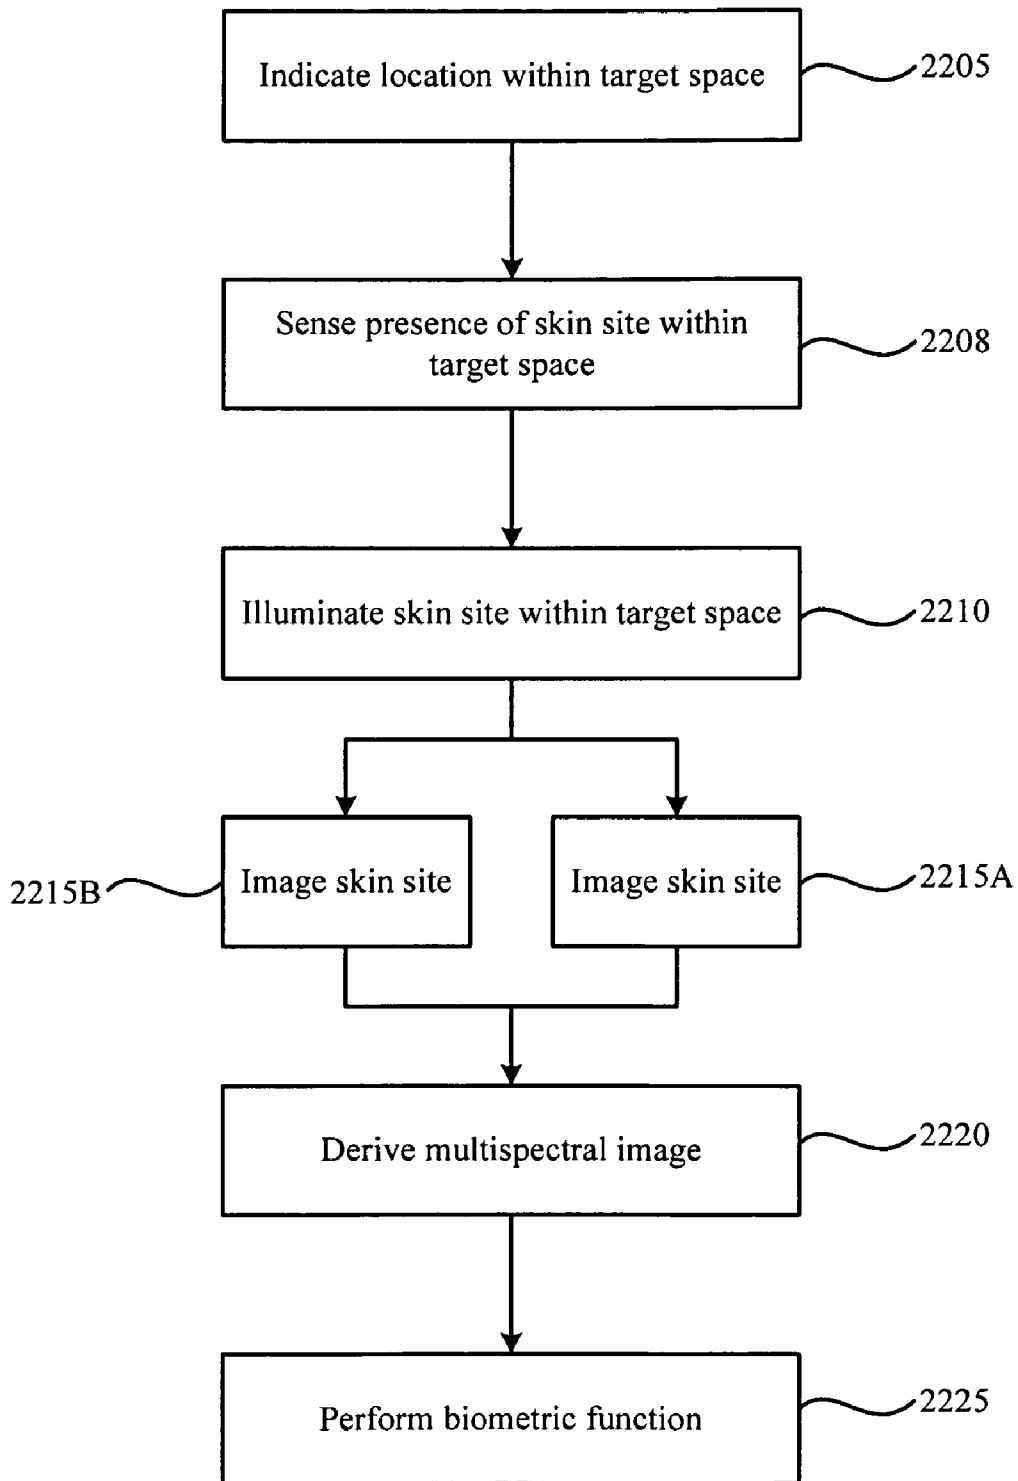 Indicate location within target space
2205
Sense presence of skin site within
target space
2208
Illuminate skin site within target space
2210
2215B
Image skin site
Image skin site
2215A
Derive multispectral image
2220
Perform biometric function
2225